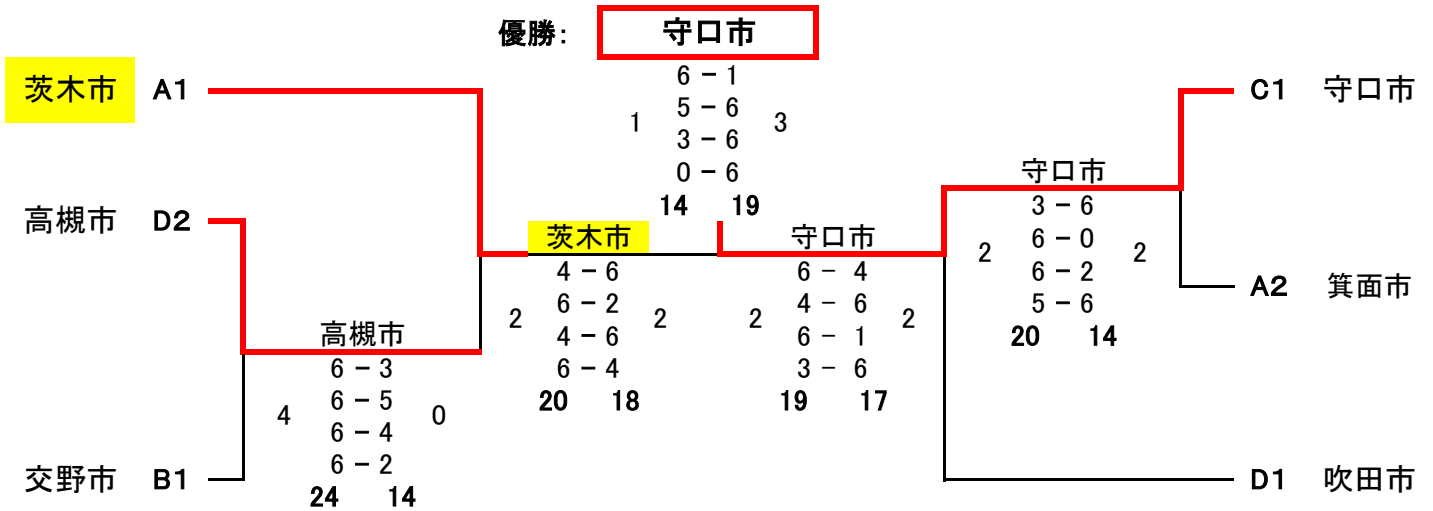 優勝： 守口市
茨木市 A1
6 － 1
5 － 6
3 － 6
0 － 6
1 3
14 19
C1 守口市
高槻市 D2
茨木市
4 － 6
6 － 2
4 － 6
6 － 4
2 2
20 18
守口市
6 － 4
4 － 6
6 － 1
3 － 6
2 2
19 17
守口市
3 － 6
6 － 0
6 － 2
5 － 6
2 2
20 14
A2 箕面市
高槻市
6 － 3
6 － 5
6 － 4
6 － 2
4 0
24 14
交野市 B1
D1 吹田市